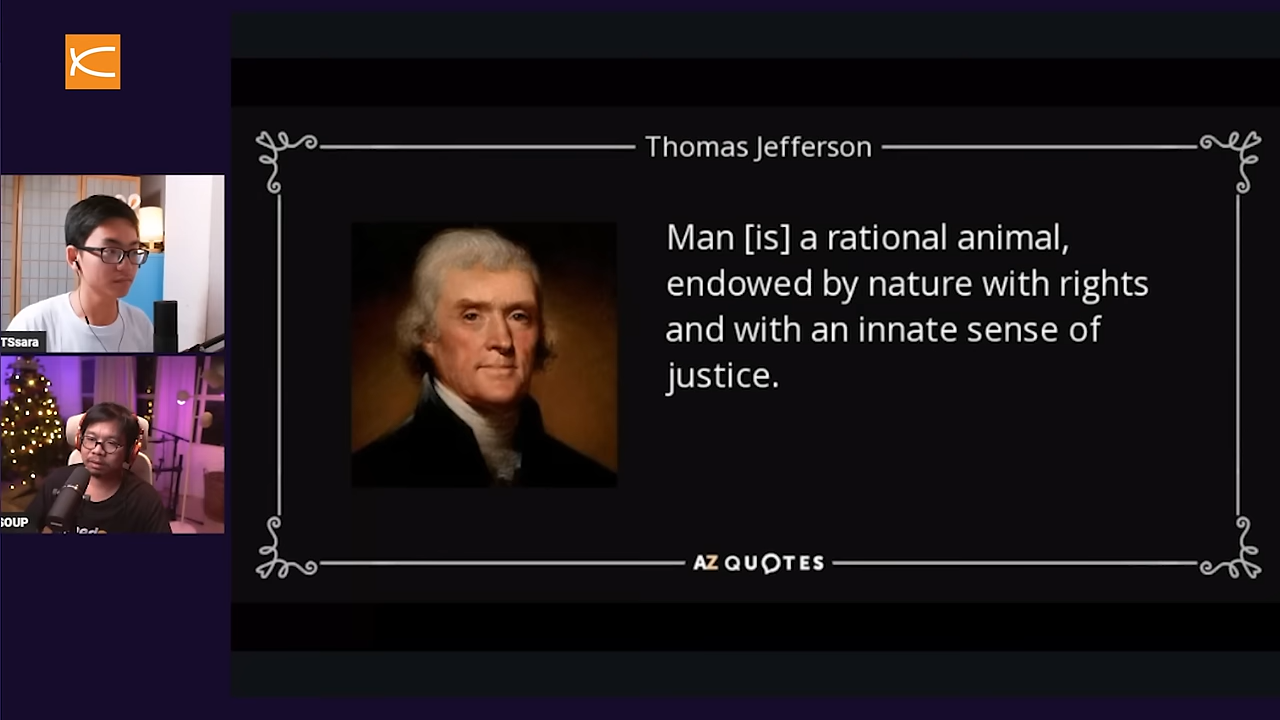 Thomas Jefferson
Man [is] a rational animal,
endowed by nature with rights
and with an innate sense of
justice.
AZ QUOTES
TSsara
SOUP